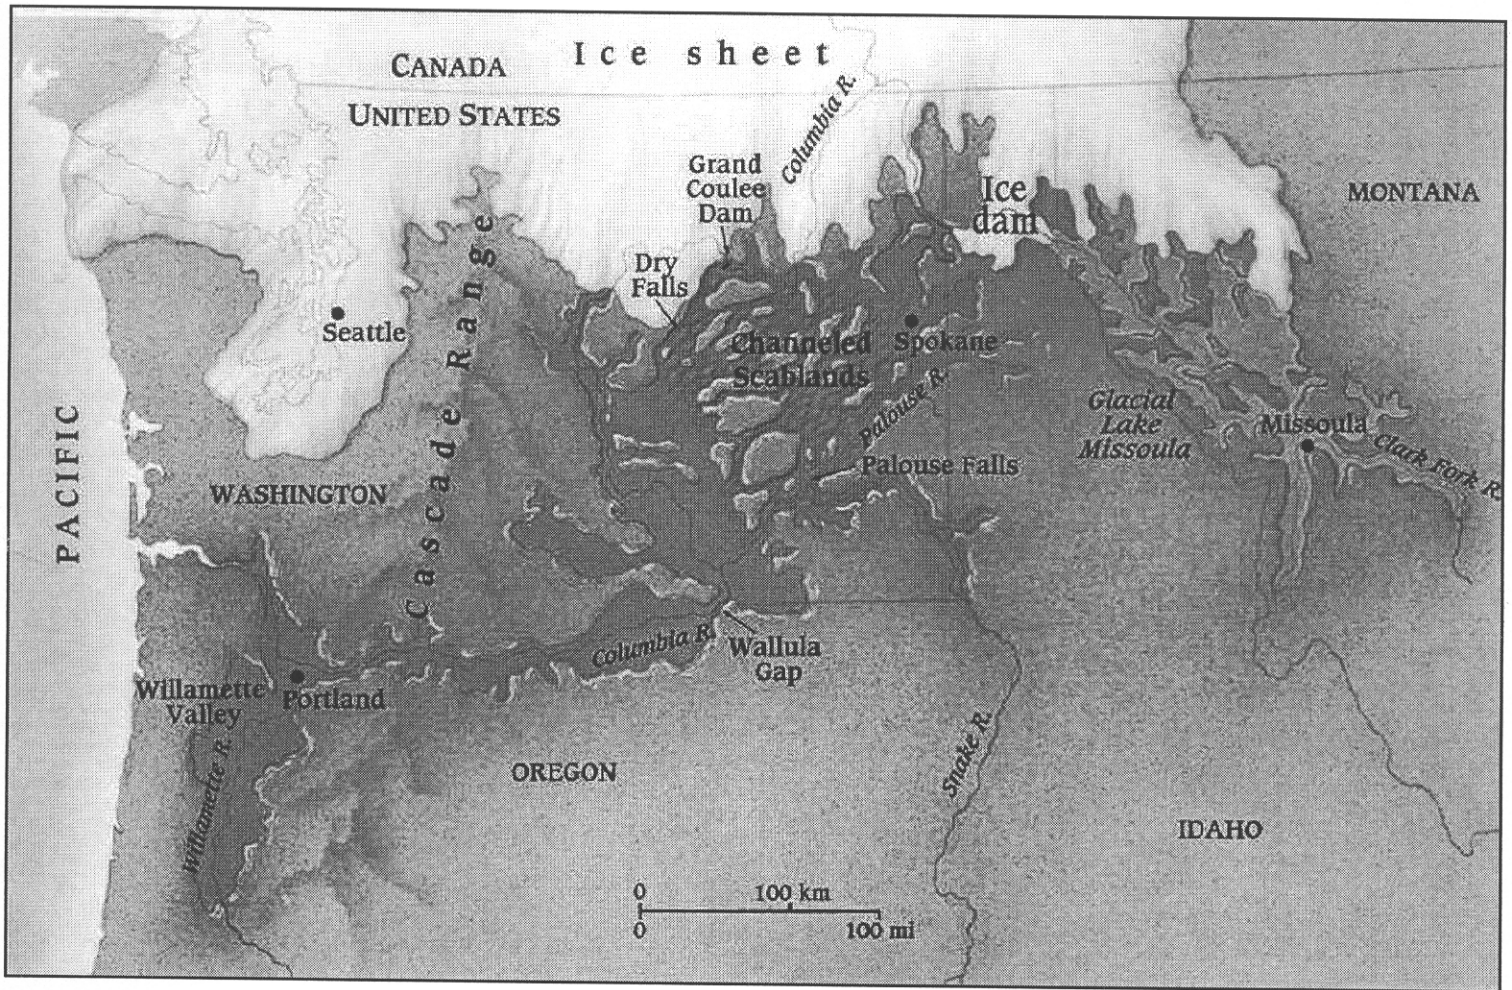 Ice sheet
CANADA
UNITED STATES
Columbia R.
Grand
Coulee
Dam
Ice
dam
MONTANA
Dry
Falls
Seattle
Cascade Range
Channeled
Scablands
Spokane
Palouse R.
Glacial
Lake
Missoula
Missoula
Clark Fork R.
Palouse Falls
PACIFIC
WASHINGTON
Columbia R.
Wallula
Gap
Willamette
Valley
Portland
Willamette R.
OREGON
Snake R.
IDAHO
0 100 km
0 100 mi